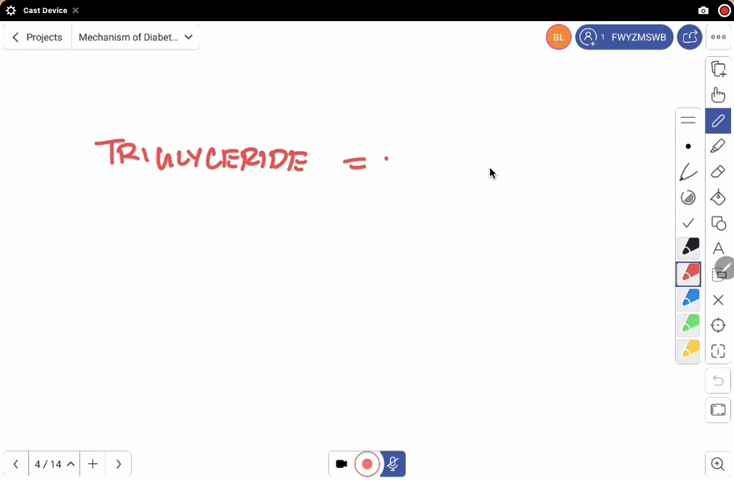 Cast Device
Projects
Mechanism of Diabet...
BL
1 FWYZMSWB
TRIGLYCERIDE =
A
4 / 14